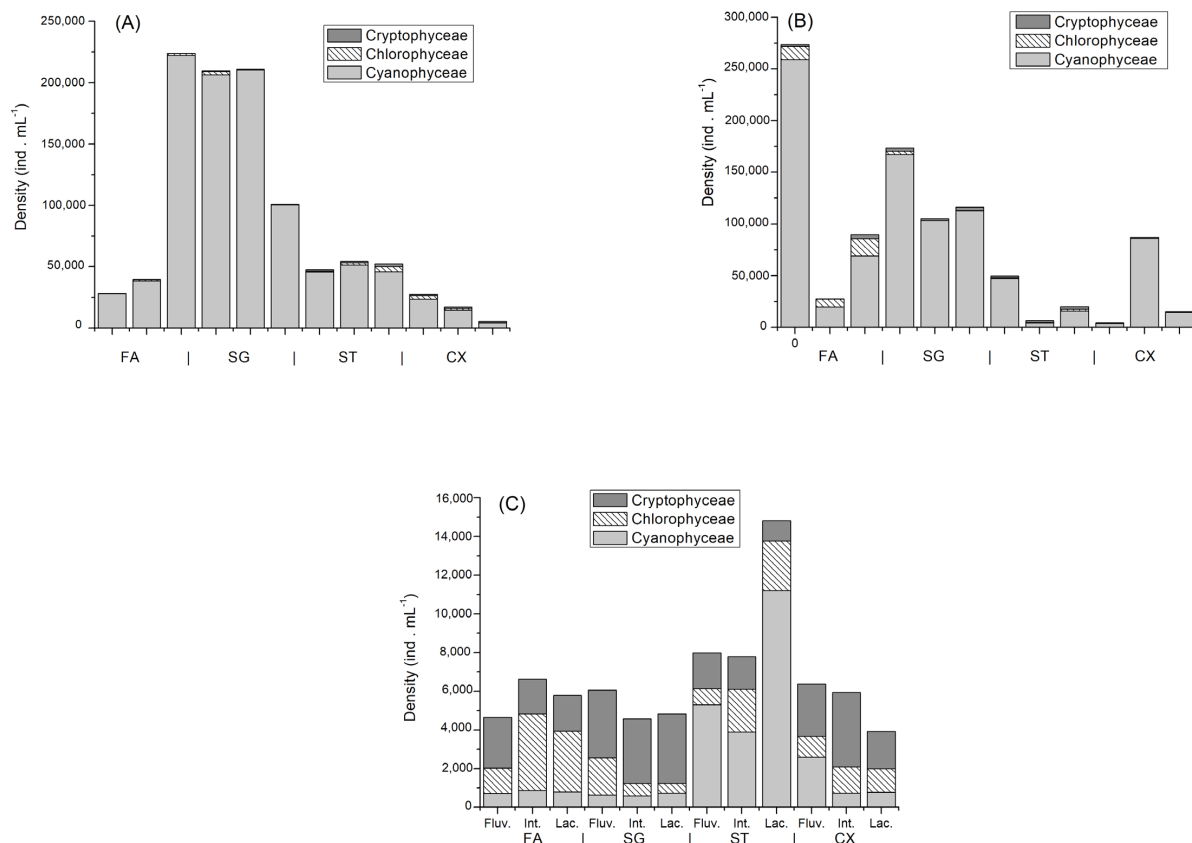 (A)
Cryptophyceae
Chlorophyceae
Cyanophyceae
Density (ind . mL⁻¹)
250,000
200,000
150,000
100,000
50,000
0
FA | SG | ST | CX
(B)
Cryptophyceae
Chlorophyceae
Cyanophyceae
Density (ind . mL⁻¹)
300,000
250,000
200,000
150,000
100,000
50,000
0
0
FA | SG | ST | CX
(C)
Cryptophyceae
Chlorophyceae
Cyanophyceae
Density (ind . mL⁻¹)
16,000
14,000
12,000
10,000
8,000
6,000
4,000
2,000
0
Fluv. Int. Lac. Fluv. Int. Lac. Fluv. Int. Lac. Fluv. Int. Lac.
FA | SG | ST | CX